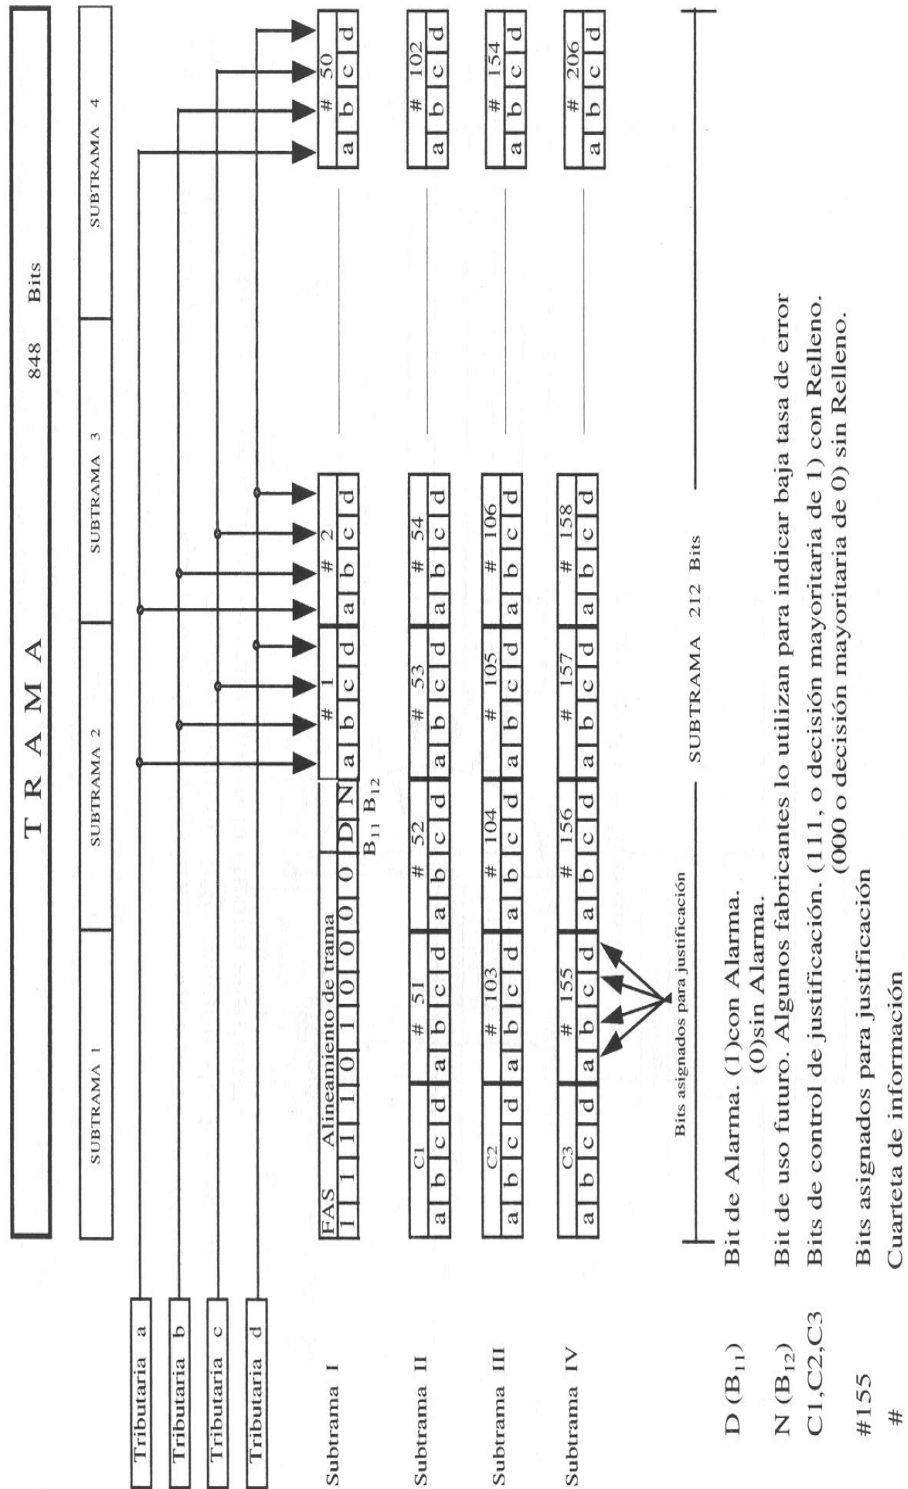 T R A M A
848 Bits
SUBTRAMA 1 SUBTRAMA 2 SUBTRAMA 3 SUBTRAMA 4
Tributaria a
Tributaria b
Tributaria c
Tributaria d
FAS Alineamiento de trama # 1 # 2 # 50
Subtrama I 1 1 1 1 0 1 0 0 0 0 D N a b c d a b c d a b c d
B11 B12
C1 # 51 # 52 # 53 # 54 # 102
Subtrama II a b c d a b c d a b c d a b c d a b c d a b c d
C2 # 103 # 104 # 105 # 106 # 154
Subtrama III a b c d a b c d a b c d a b c d a b c d a b c d
C3 # 155 # 156 # 157 # 158 # 206
Subtrama IV a b c d a b c d a b c d a b c d a b c d a b c d
Bits asignados para justificación
SUBTRAMA 212 Bits
D (B11) Bit de Alarma. (1)con Alarma.
(0)sin Alarma.
N (B12) Bit de uso futuro. Algunos fabricantes lo utilizan para indicar baja tasa de error
C1,C2,C3 Bits de control de justificación. (111, o decisión mayoritaria de 1) con Relleno.
(000 o decisión mayoritaria de 0) sin Relleno.
#155 Bits asignados para justificación
# Cuarteta de información